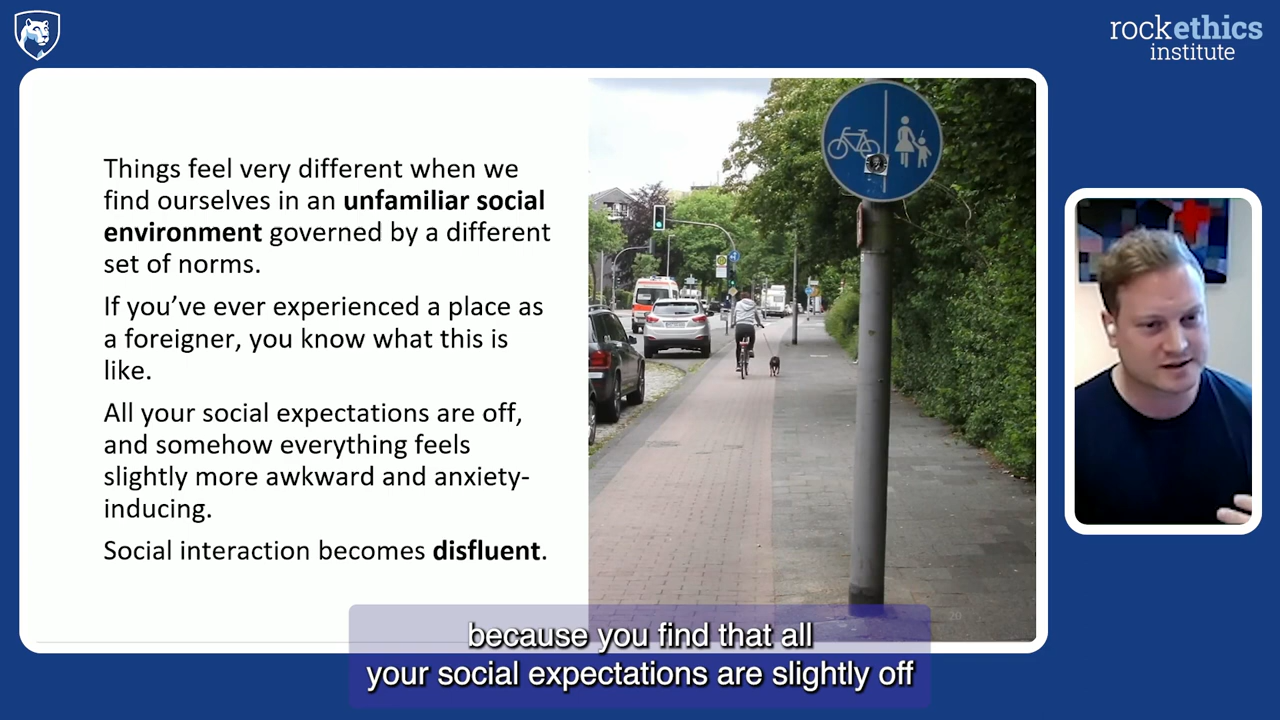 rockethics
institute
Things feel very different when we
find ourselves in an unfamiliar social
environment governed by a different
set of norms.
If you’ve ever experienced a place as
a foreigner, you know what this is
like.
All your social expectations are off,
and somehow everything feels
slightly more awkward and anxiety-
inducing.
Social interaction becomes disfluent.
20
because you find that all
your social expectations are slightly off